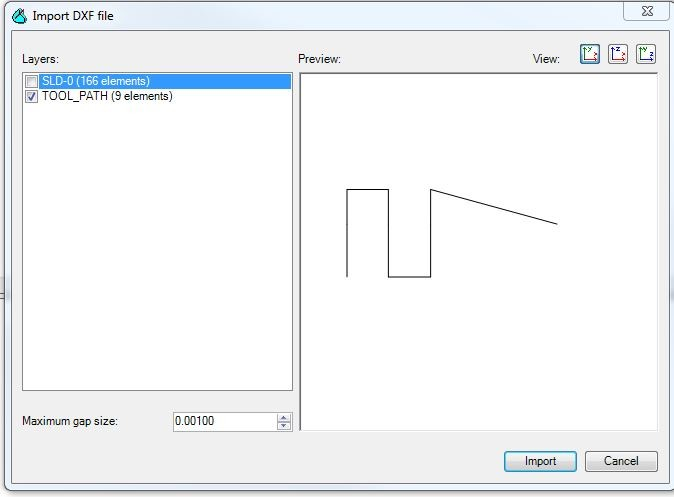 Import DXF file
Layers:
Preview:
View:
SLD-0 (166 elements)
TOOL_PATH (9 elements)
Maximum gap size:
0.00100
Import
Cancel